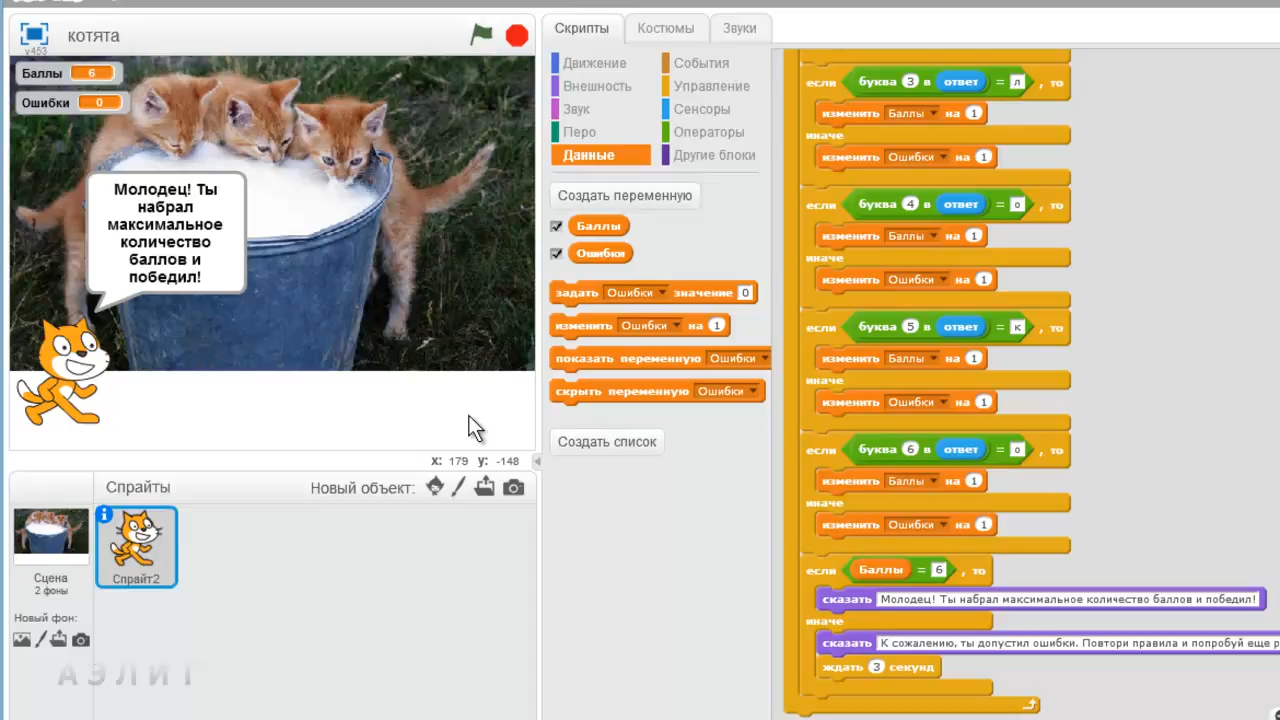 котята
v453
Баллы 6
Ошибки 0
Молодец! Ты
набрал
максимальное
количество
баллов и
победил!
x: 179 y: -148
Спрайты
Новый объект:
Сцена
2 фоны
Спрайт2
Новый фон:
АЭЛИТ
Скрипты
Костюмы
Звуки
Движение
События
Внешность
Управление
Звук
Сенсоры
Перо
Операторы
Данные
Другие блоки
Создать переменную
Баллы
Ошибки
задать Ошибки значение 0
изменить Ошибки на 1
показать переменную Ошибки
скрыть переменную Ошибки
Создать список
если буква 3 в ответ = л , то
изменить Баллы на 1
иначе
изменить Ошибки на 1
если буква 4 в ответ = о , то
изменить Баллы на 1
иначе
изменить Ошибки на 1
если буква 5 в ответ = к , то
изменить Баллы на 1
иначе
изменить Ошибки на 1
если буква 6 в ответ = о , то
изменить Баллы на 1
иначе
изменить Ошибки на 1
если Баллы = 6 , то
сказать Молодец! Ты набрал максимальное количество баллов и победил!
иначе
сказать К сожалению, ты допустил ошибки. Повтори правила и попробуй еще р
ждать 3 секунд